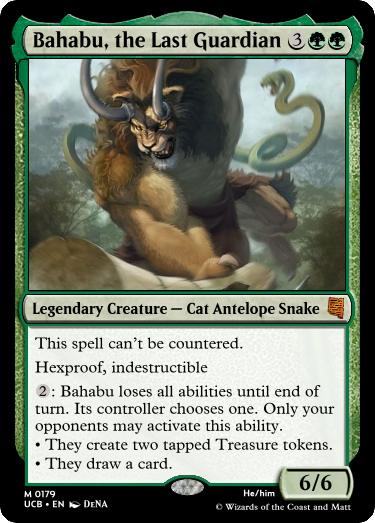 Bahabu, the Last Guardian 3
Legendary Creature — Cat Antelope Snake
This spell can't be countered.
Hexproof, indestructible
2: Bahabu loses all abilities until end of
turn. Its controller chooses one. Only your
opponents may activate this ability.
• They create two tapped Treasure tokens.
• They draw a card.
6/6
M 0179
He/him
UCB • EN DeNA
© Wizards of the Coast and Matt